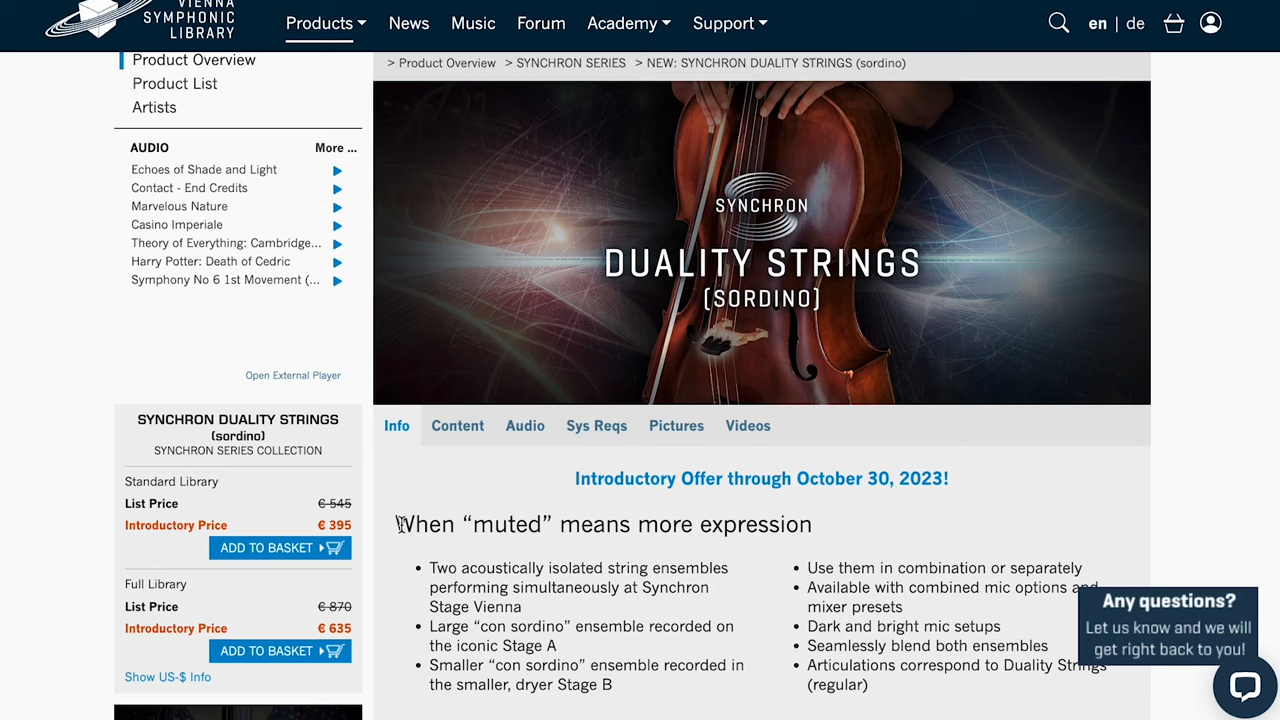 VIENNA
SYMPHONIC
LIBRARY
Products
News
Music
Forum
Academy
Support
en | de
Product Overview
Product List
Artists
AUDIO
More ...
Echoes of Shade and Light
Contact - End Credits
Marvelous Nature
Casino Imperiale
Theory of Everything: Cambridge...
Harry Potter: Death of Cedric
Symphony No 6 1st Movement (...
Open External Player
SYNCHRON DUALITY STRINGS
(sordino)
SYNCHRON SERIES COLLECTION
Standard Library
List Price € 545
Introductory Price € 395
ADD TO BASKET
Full Library
List Price € 870
Introductory Price € 635
ADD TO BASKET
Show US-$ Info
> Product Overview > SYNCHRON SERIES > NEW: SYNCHRON DUALITY STRINGS (sordino)
SYNCHRON
DUALITY STRINGS
(SORDINO)
Info
Content
Audio
Sys Reqs
Pictures
Videos
Introductory Offer through October 30, 2023!
When “muted” means more expression
• Two acoustically isolated string ensembles
performing simultaneously at Synchron
Stage Vienna
• Large “con sordino” ensemble recorded on
the iconic Stage A
• Smaller “con sordino” ensemble recorded in
the smaller, dryer Stage B
• Use them in combination or separately
• Available with combined mic options and
mixer presets
• Dark and bright mic setups
• Seamlessly blend both ensembles
• Articulations correspond to Duality Strings
(regular)
Any questions?
Let us know and we will
get right back to you!